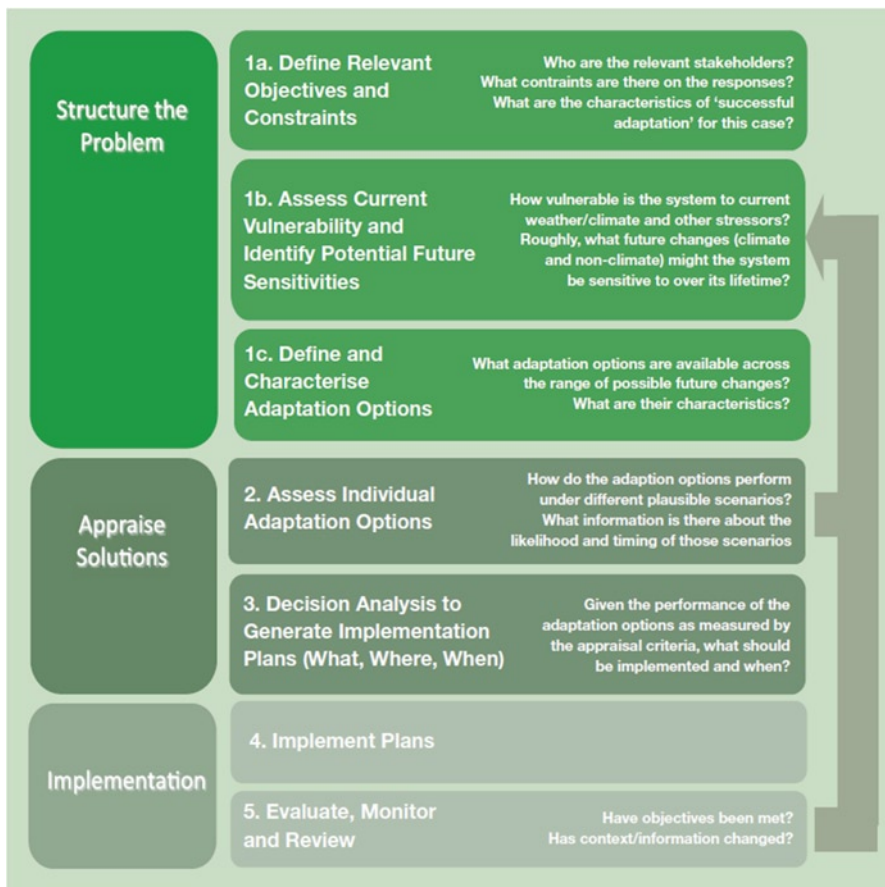 Structure the
Problem
1a. Define Relevant
Objectives and
Constraints
Who are the relevant stakeholders?
What contraints are there on the responses?
What are the characteristics of ‘successful
adaptation’ for this case?
1b. Assess Current
Vulnerability and
Identify Potential Future
Sensitivities
How vulnerable is the system to current
weather/climate and other stressors?
Roughly, what future changes (climate
and non-climate) might the system
be sensitive to over its lifetime?
1c. Define and
Characterise
Adaptation Options
What adaptation options are available across
the range of possible future changes?
What are their characteristics?
Appraise
Solutions
2. Assess Individual
Adaptation Options
How do the adaption options perform
under different plausible scenarios?
What information is there about the
likelihood and timing of those scenarios
3. Decision Analysis to
Generate Implementation
Plans (What, Where, When)
Given the performance of the
adaptation options as measured by
the appraisal criteria, what should
be implemented and when?
Implementation
4. Implement Plans
5. Evaluate, Monitor
and Review
Have objectives been met?
Has context/information changed?